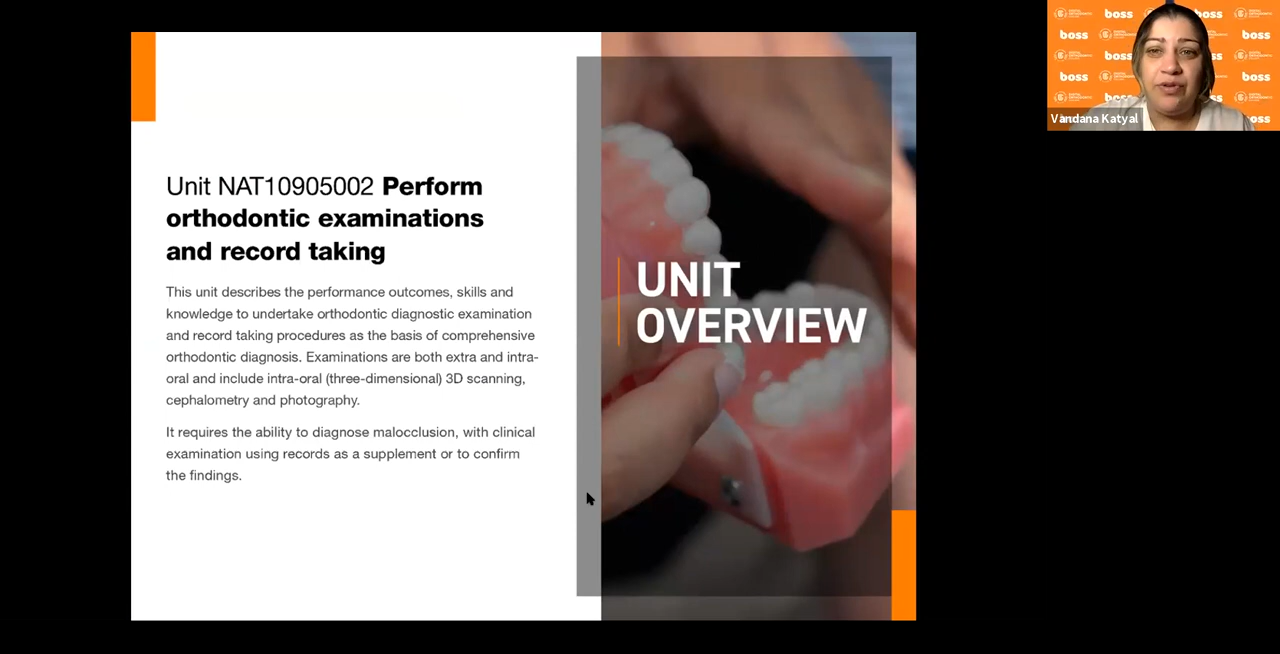 Unit NAT10905002 Perform
orthodontic examinations
and record taking
This unit describes the performance outcomes, skills and
knowledge to undertake orthodontic diagnostic examination
and record taking procedures as the basis of comprehensive
orthodontic diagnosis. Examinations are both extra and intra-
oral and include intra-oral (three-dimensional) 3D scanning,
cephalometry and photography.
It requires the ability to diagnose malocclusion, with clinical
examination using records as a supplement or to confirm
the findings.
UNIT
OVERVIEW
boss boss
boss boss
boss boss
boss boss
boss
Vandana Katyal